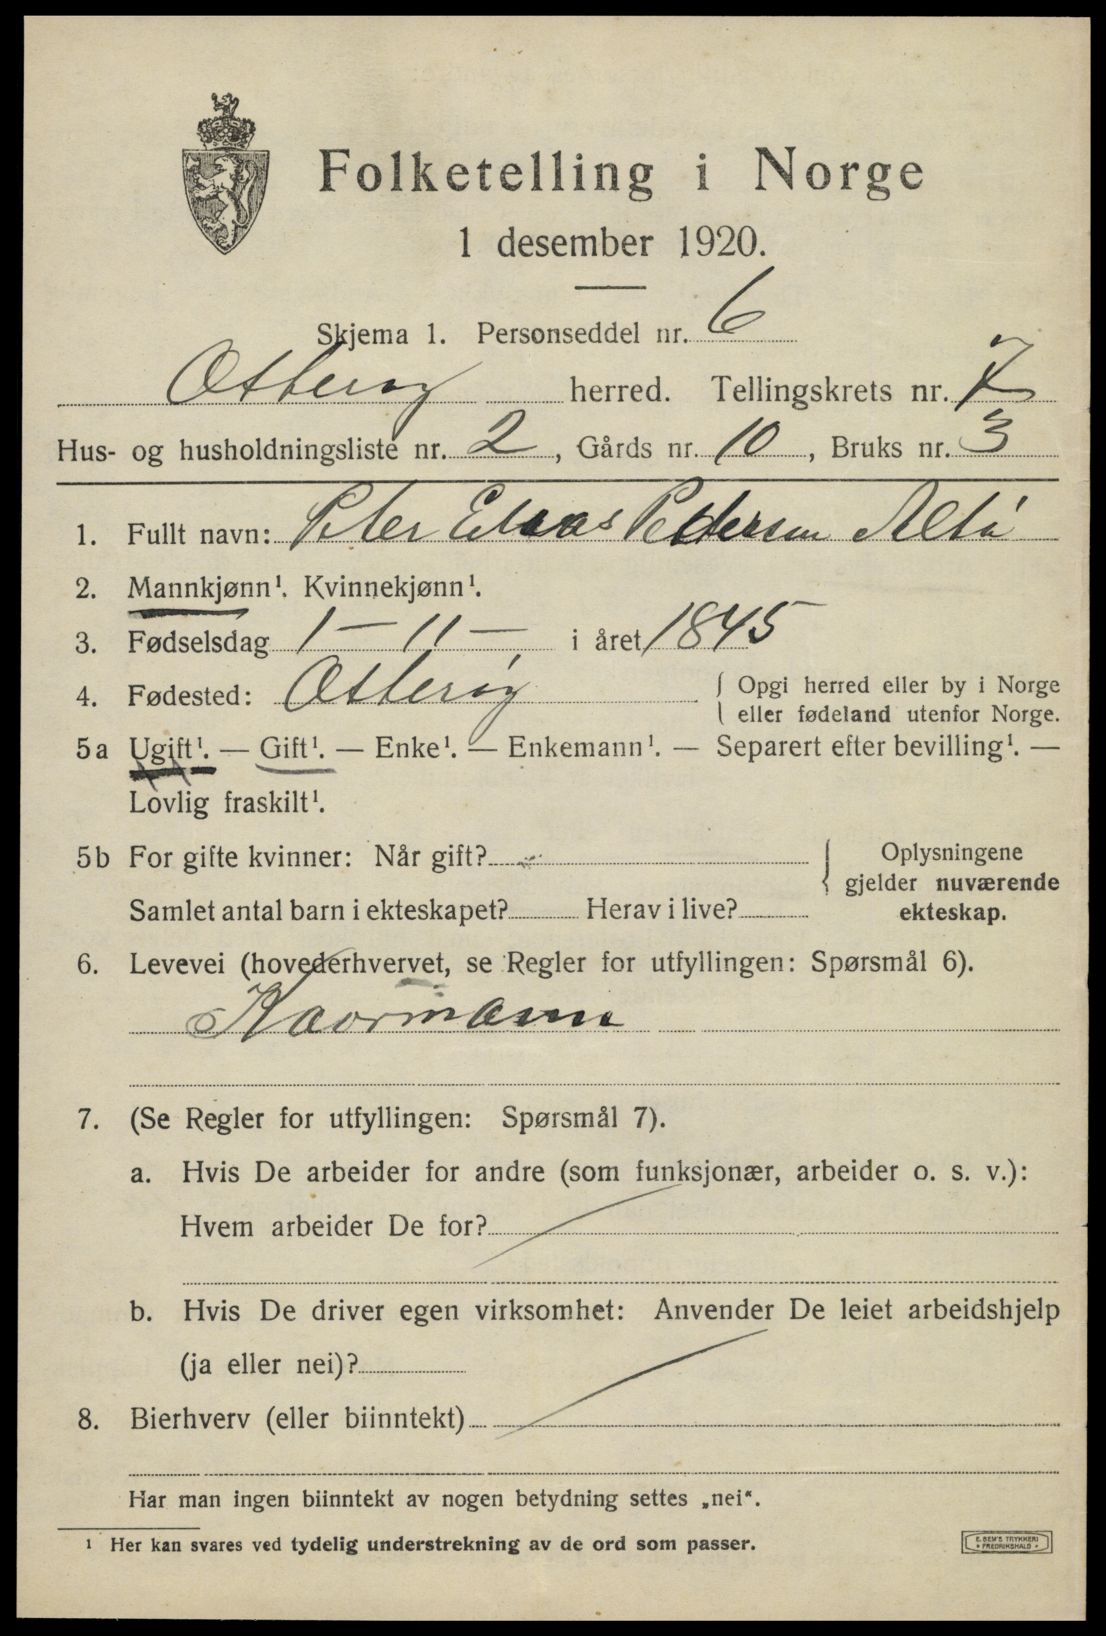 Folketelling i Norge
1 desember 1920.
Skjema 1. Personseddel nr. 6
Otterøy herred. Tellingskrets nr. 7
Hus- og husholdningsliste nr. 2, Gårds nr. 10, Bruks nr. 3
1. Fullt navn: Peter Elias Pedersen Altø
2. Mannkjønn¹. Kvinnekjønn¹.
3. Fødselsdag 1 – 11 – i året 1845
4. Fødested: Otterøy { Opgi herred eller by i Norge
eller fødeland utenfor Norge.
5a Ugift¹. — Gift¹. — Enke¹. — Enkemann¹. — Separert efter bevilling¹. —
Lovlig fraskilt¹.
5b For gifte kvinner: Når gift? { Oplysningene
gjelder nuværende
Samlet antal barn i ekteskapet? Herav i live? ekteskap.
6. Levevei (hovederhvervet, se Regler for utfyllingen: Spørsmål 6).
Kaarmann
7. (Se Regler for utfyllingen: Spørsmål 7).
a. Hvis De arbeider for andre (som funksjonær, arbeider o. s. v.):
Hvem arbeider De for?
b. Hvis De driver egen virksomhet: Anvender De leiet arbeidshjelp
(ja eller nei)?
8. Bierhverv (eller biinntekt)
Har man ingen biinntekt av nogen betydning settes „nei“.
¹ Her kan svares ved tydelig understrekning av de ord som passer.
E. SEM'S TRYKKERI
• FREDRIKSHALD •